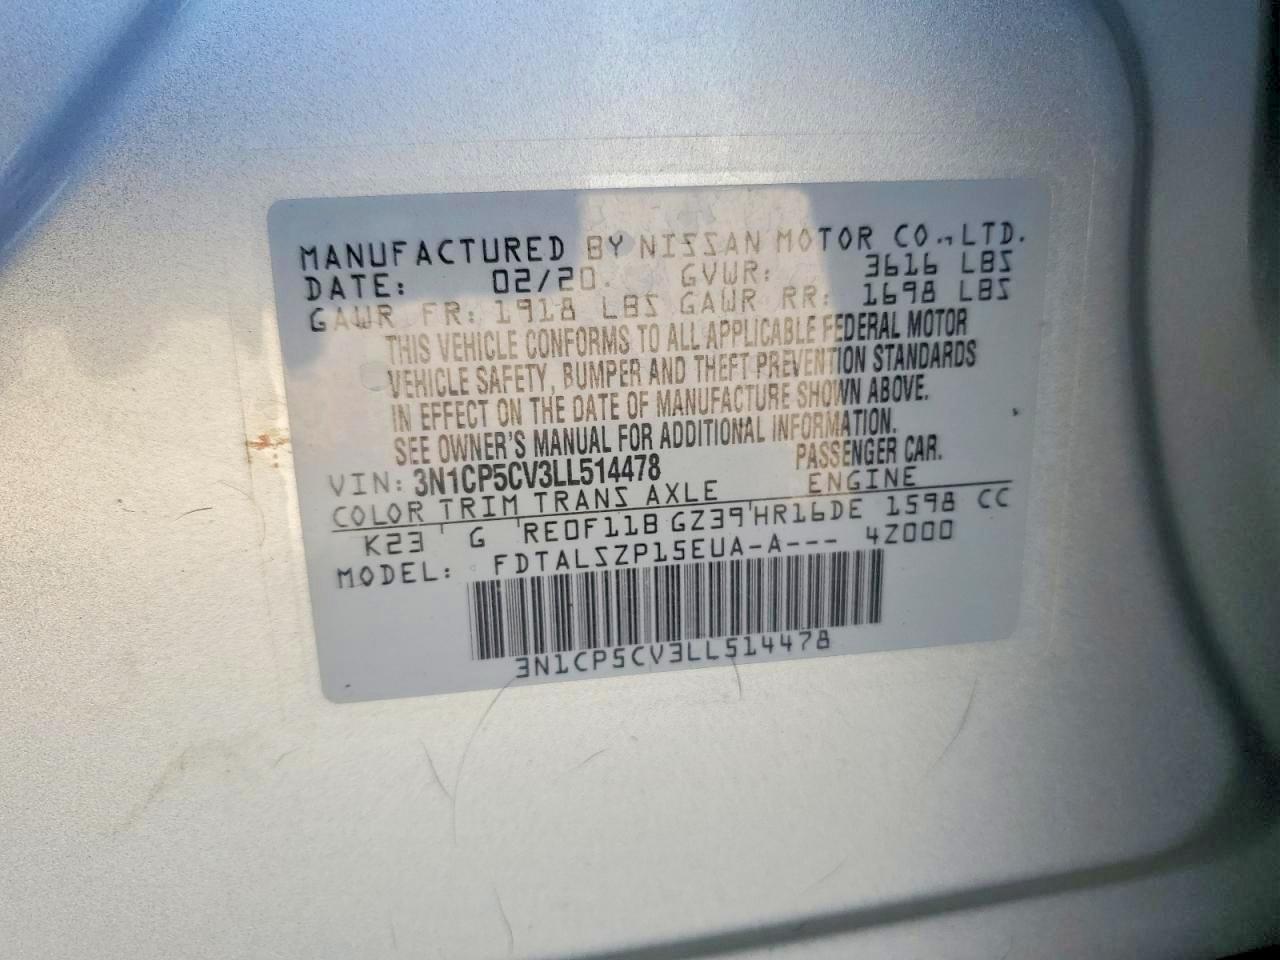 MANUFACTURED BY NISSAN MOTOR CO., LTD.
DATE: 02/20. GVWR: 3616 LBS
GAWR FR: 1918 LBS GAWR RR: 1698 LBS
THIS VEHICLE CONFORMS TO ALL APPLICABLE FEDERAL MOTOR
VEHICLE SAFETY, BUMPER AND THEFT PREVENTION STANDARDS
IN EFFECT ON THE DATE OF MANUFACTURE SHOWN ABOVE.
SEE OWNER'S MANUAL FOR ADDITIONAL INFORMATION.
VIN: 3N1CP5CV3LL514478 PASSENGER CAR.
COLOR TRIM TRANS AXLE ENGINE
K23 G RE0F11B GZ39 HR16DE 1598 CC
MODEL: FDTALSZP15EUA-A--- 4Z000
3N1CP5CV3LL514478